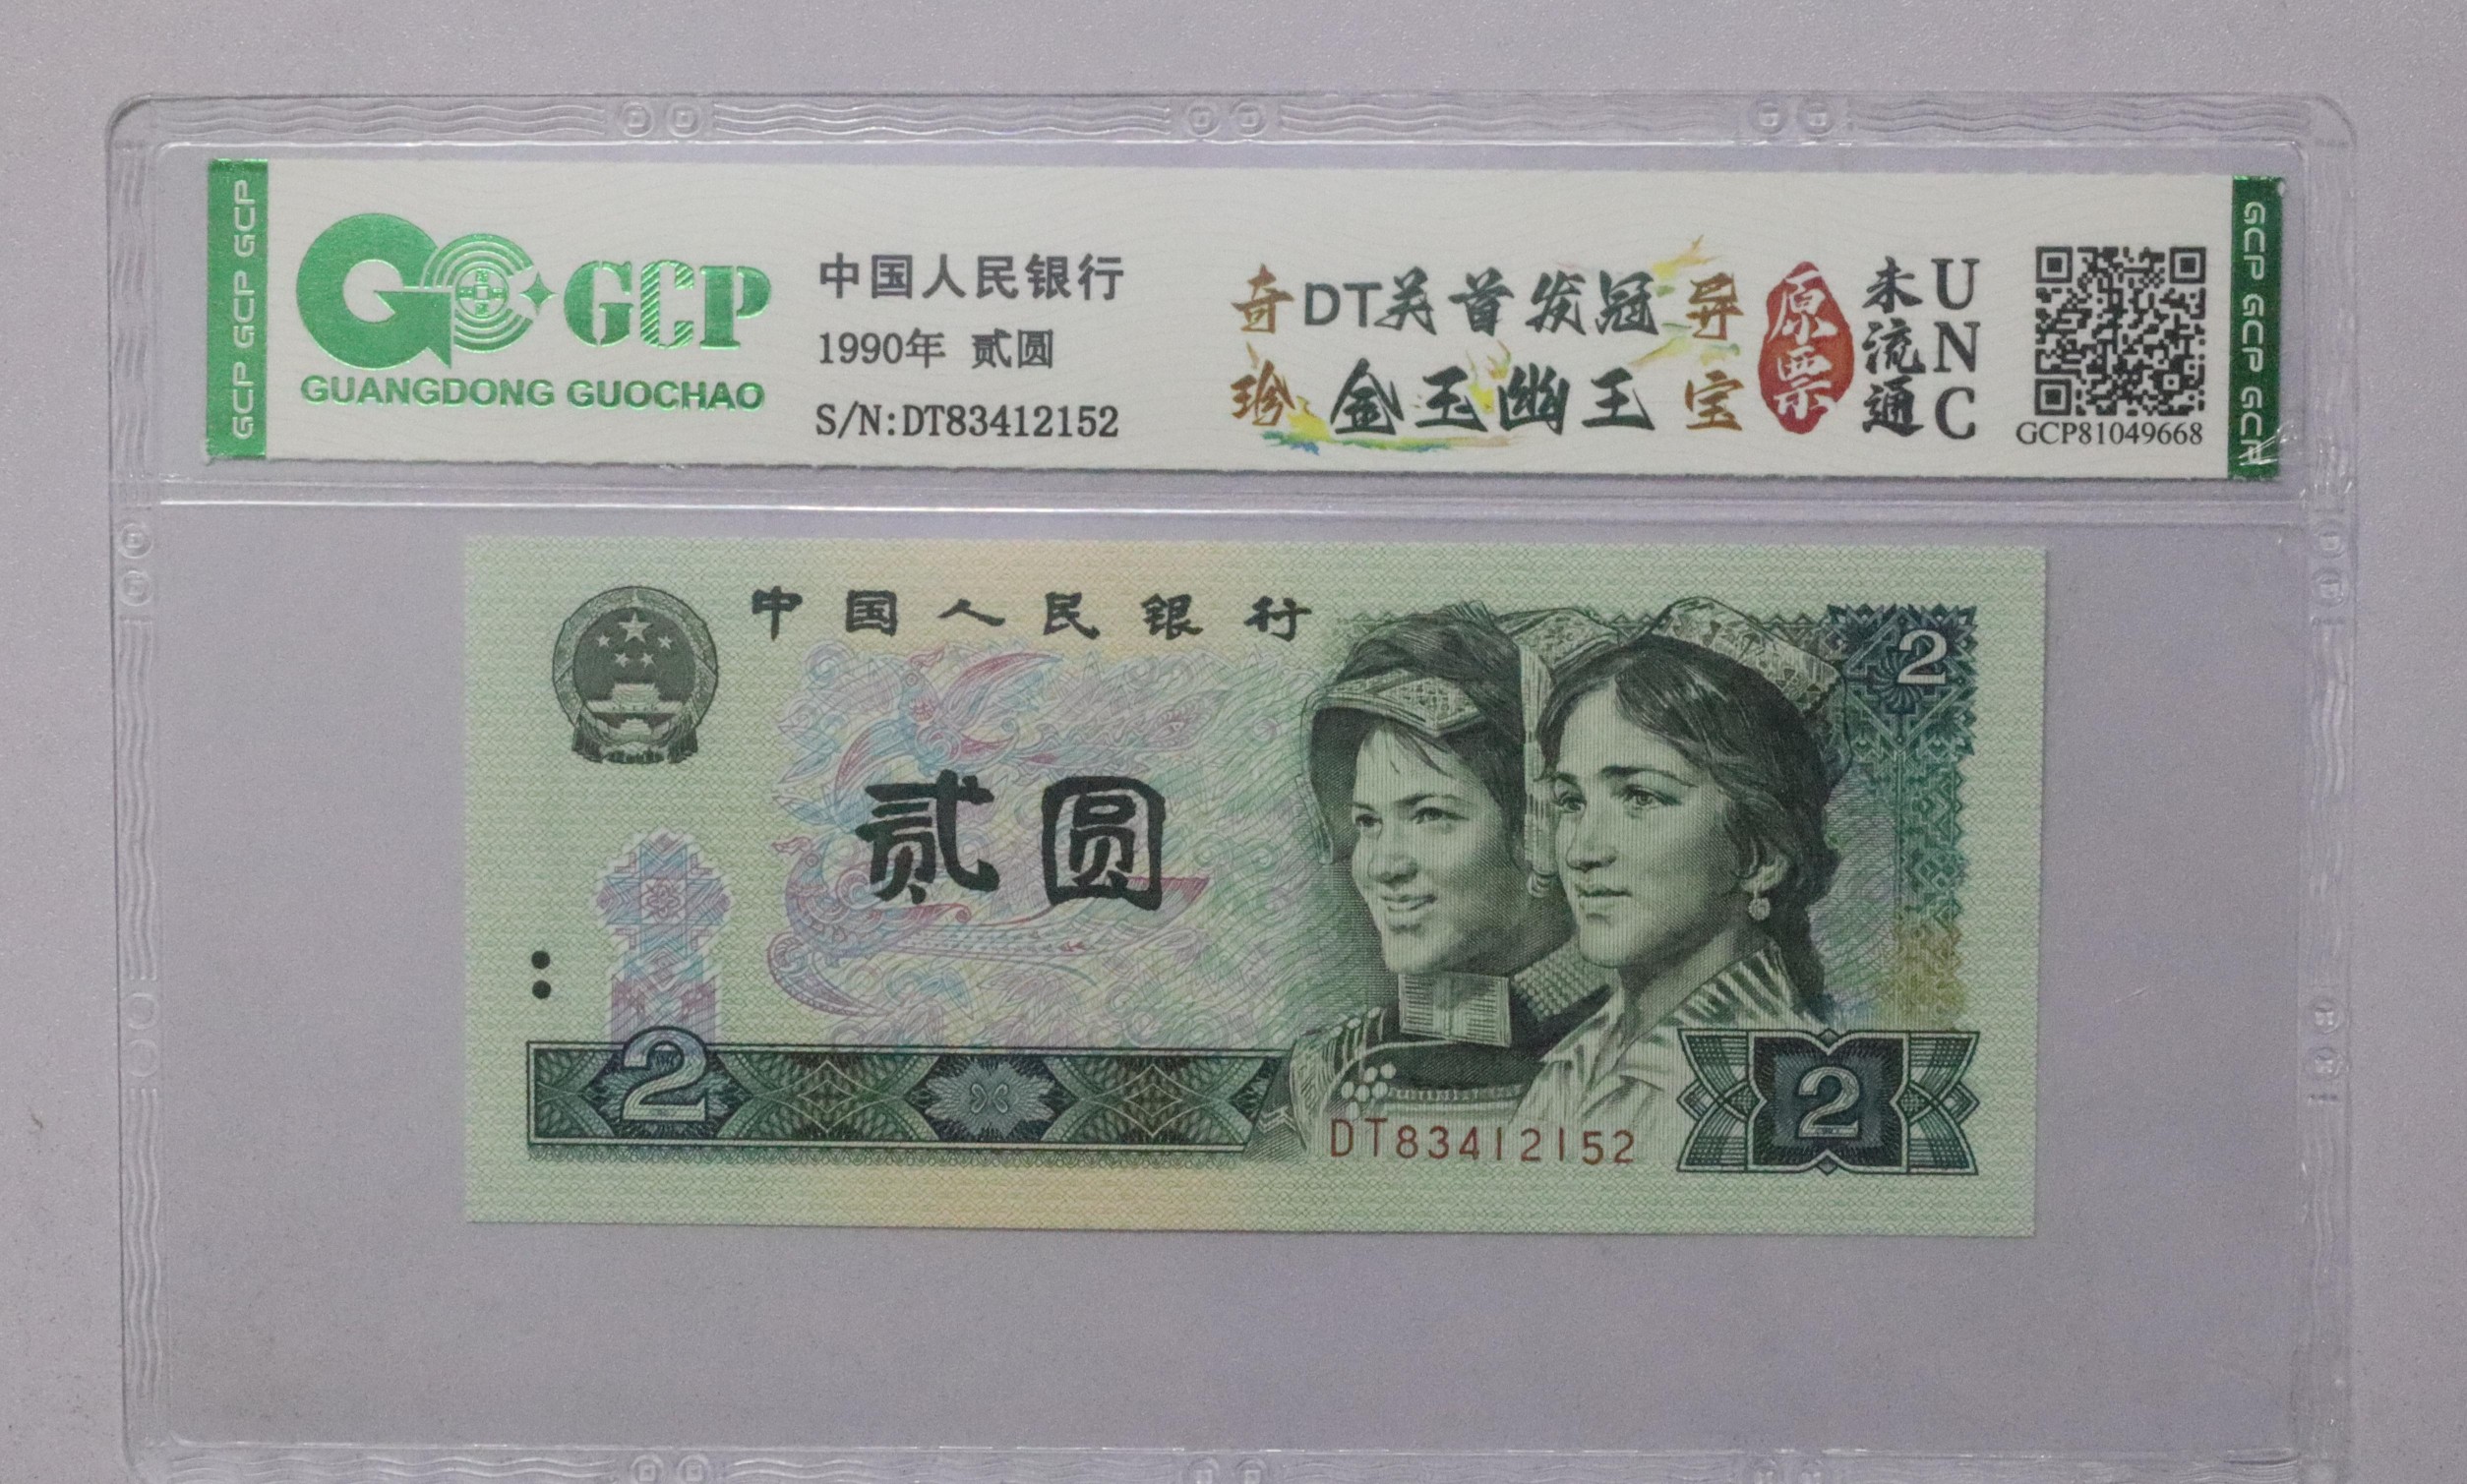 GCP GCP GCP
GCP
GUANGDONG GUOCHAO
中国人民银行
1990年 贰圆
S/N:DT83412152
奇DT关首发冠异
珍金玉幽王宝
原票
未流通
UNC
GCP81049668
GCP GCP GCP
中国人民银行
2
贰圆
2
DT83412152
2